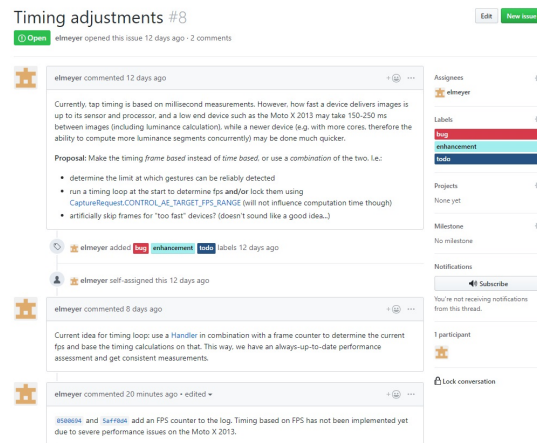 Timing adjustments #8
Edit
New issue
Open elmeyer opened this issue 12 days ago · 2 comments
elmeyer commented 12 days ago
Currently, tap timing is based on millisecond measurements. However, how fast a device delivers images is
up to its sensor and processor, and a low end device such as the Moto X 2013 may take 150-250 ms
between images (including luminance calculation), while a newer device (e.g. with more cores, therefore the
ability to compute more luminance segments concurrently) may be done much quicker.
Proposal: Make the timing frame based instead of time based, or use a combination of the two. I.e.:
• determine the limit at which gestures can be reliably detected
• run a timing loop at the start to determine fps and/or lock them using
CaptureRequest.CONTROL_AE_TARGET_FPS_RANGE (will not influence computation time though)
• artificially skip frames for "too fast" devices? (doesn't sound like a good idea...)
elmeyer added bug enhancement todo labels 12 days ago
elmeyer self-assigned this 12 days ago
elmeyer commented 8 days ago
Current idea for timing loop: use a Handler in combination with a frame counter to determine the current
fps and base the timing calculations on that. This way, we have an always-up-to-date performance
assessment and get consistent measurements.
elmeyer commented 20 minutes ago • edited
0500694 and 5eff0d4 add an FPS counter to the log. Timing based on FPS has not been implemented yet
due to severe performance issues on the Moto X 2013.
Assignees
elmeyer
Labels
bug
enhancement
todo
Projects
None yet
Milestone
No milestone
Notifications
Subscribe
You're not receiving notifications
from this thread.
1 participant
Lock conversation